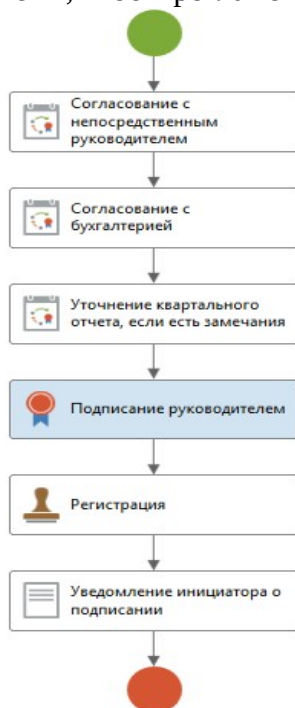 Согласование с
непосредственным
руководителем
Согласование с
бухгалтерией
Уточнение квартального
отчета, если есть замечания
Подписание руководителем
Регистрация
Уведомление инициатора о
подписании